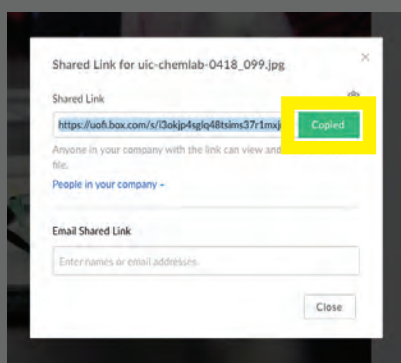 Shared Link for uic-chemlab-0418_099.jpg
×
Shared Link
https://uofi.box.com/s/i3okjp4sglq48tsims37r1mxj
Copied
Anyone in your company with the link can view and
file.
People in your company
Email Shared Link
Enter names or email addresses.
Close